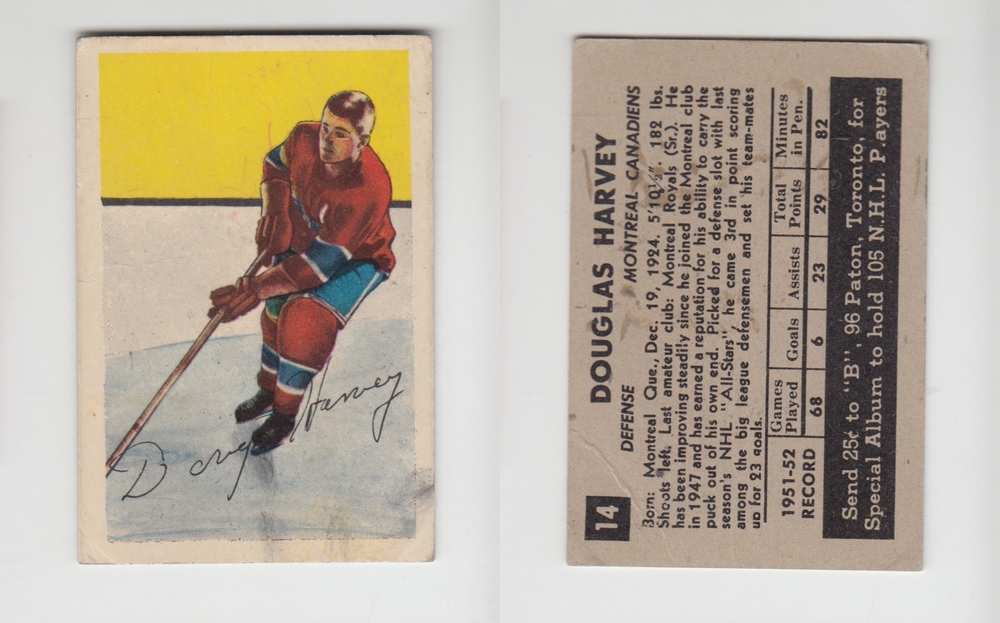 Doug Harvey
14
DOUGLAS HARVEY
DEFENSE MONTREAL CANADIENS
Born: Montreal Que., Dec. 19, 1924. 5'10½". 182 lbs.
Shoots left. Last amateur club: Montreal Royals (Sr.). He
has been improving steadily since he joined the Montreal club
in 1947 and has earned a reputation for his ability to carry the
puck out of his own end. Picked for a defense slot with last
season's NHL "All-Stars", he came 3rd in point scoring
among the big league defensemen and set his team-mates
up for 23 goals.
1951-52 RECORD
Games Played Goals Assists Total Points Minutes in Pen.
68 6 23 29 82
Send 25¢ to "B", 96 Paton, Toronto, for
Special Album to hold 105 N.H.L. P.ayers